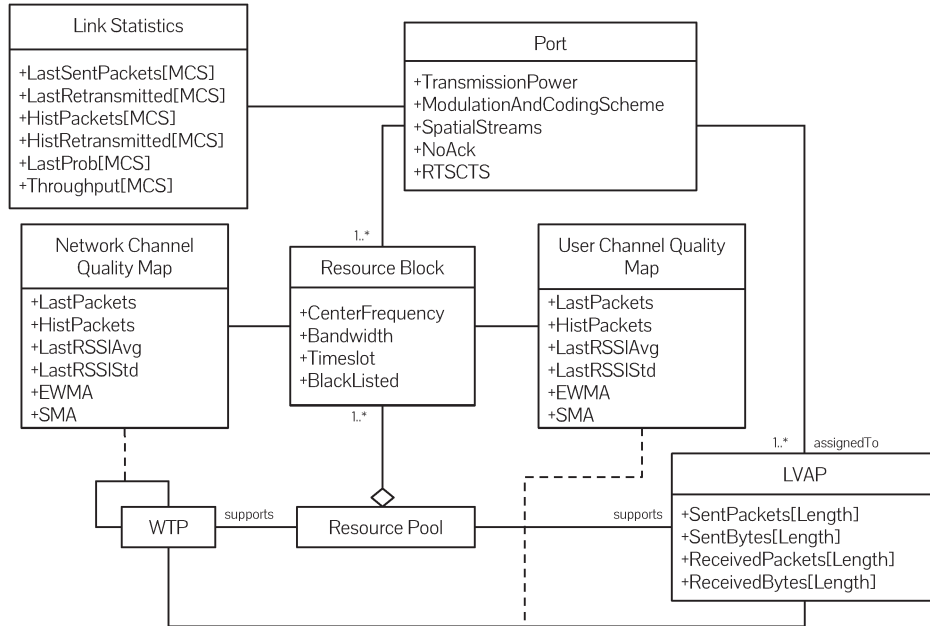 Link Statistics
+LastSentPackets[MCS]
+LastRetransmitted[MCS]
+HistPackets[MCS]
+HistRetransmitted[MCS]
+LastProb[MCS]
+Throughput[MCS]
Port
+TransmissionPower
+ModulationAndCodingScheme
+SpatialStreams
+NoAck
+RTSCTS
1..*
Network Channel
Quality Map
+LastPackets
+HistPackets
+LastRSSIAvg
+LastRSSIStd
+EWMA
+SMA
Resource Block
+CenterFrequency
+Bandwidth
+Timeslot
+BlackListed
1..*
User Channel Quality
Map
+LastPackets
+HistPackets
+LastRSSIAvg
+LastRSSIStd
+EWMA
+SMA
1..*
assignedTo
WTP
supports
Resource Pool
supports
LVAP
+SentPackets[Length]
+SentBytes[Length]
+ReceivedPackets[Length]
+ReceivedBytes[Length]